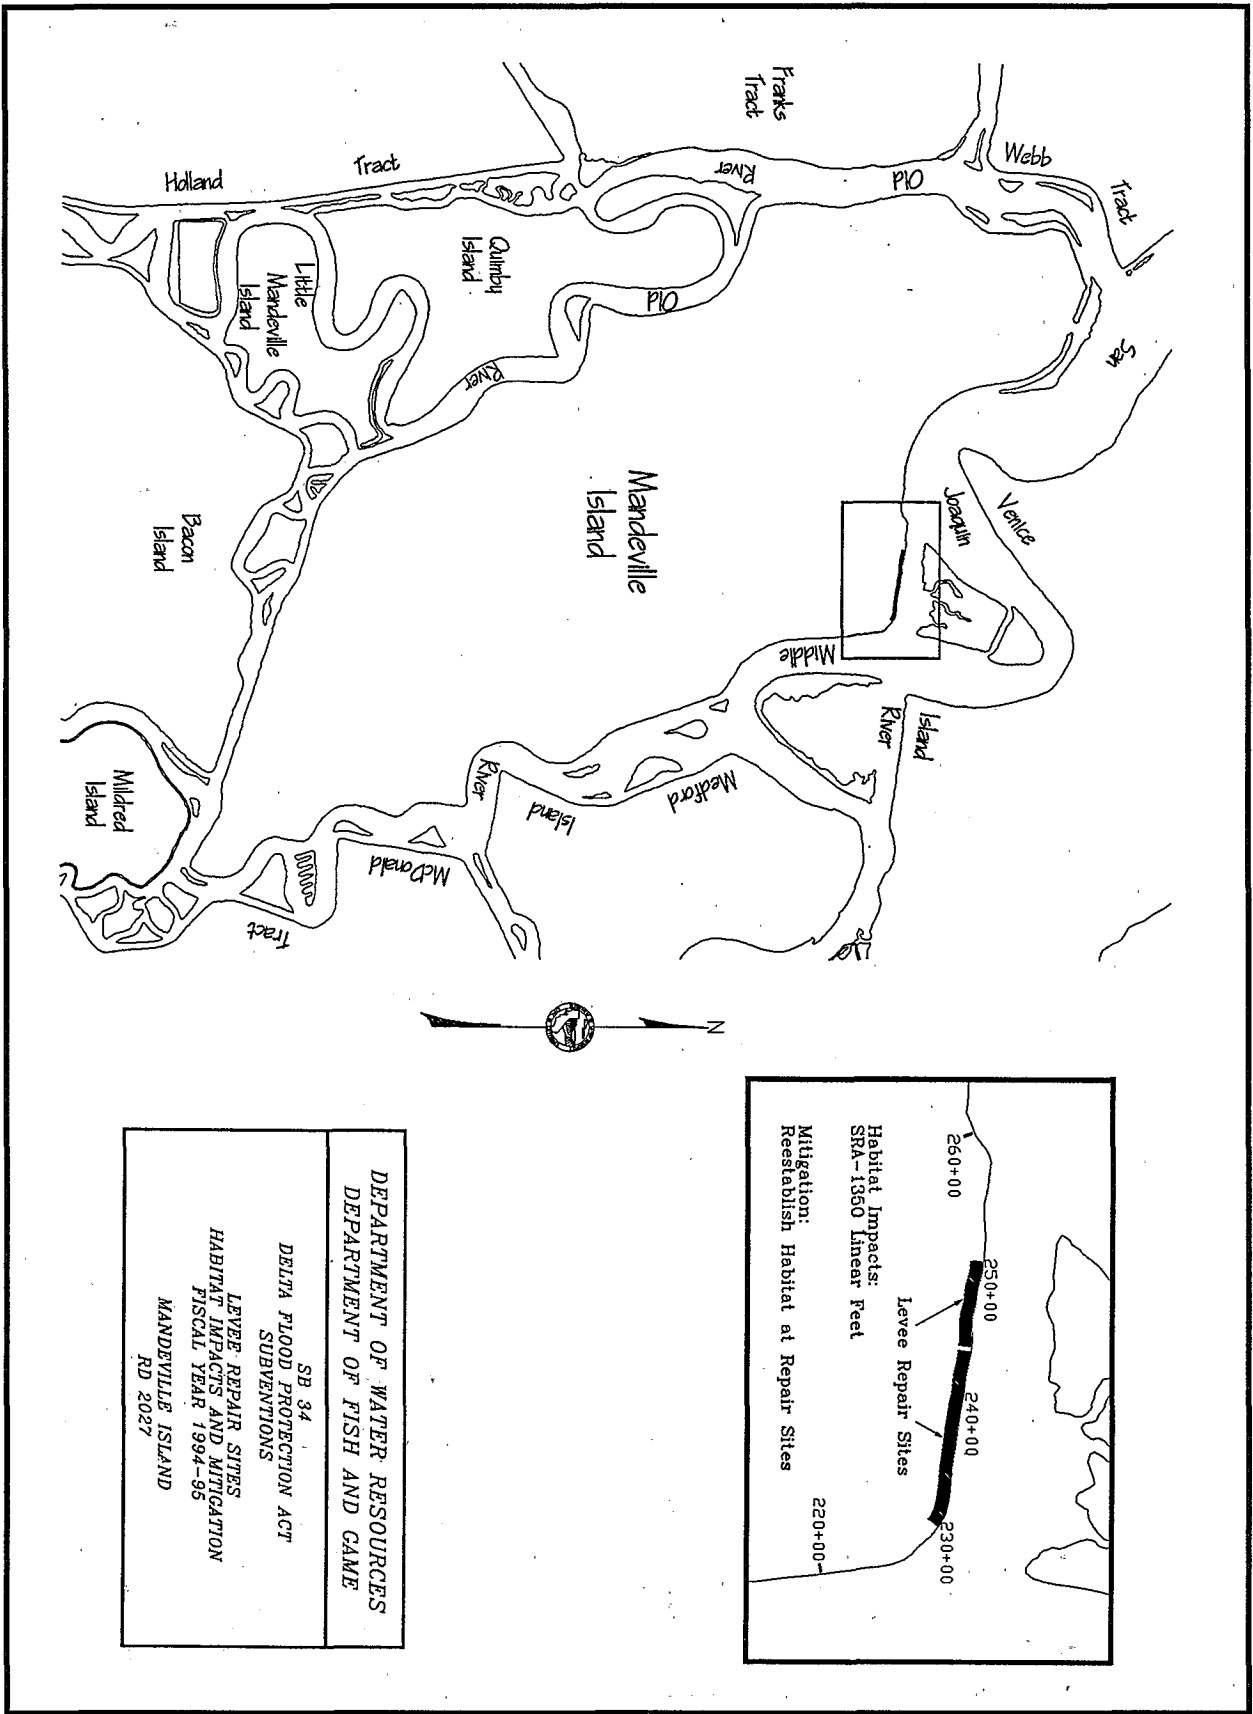 Webb
Tract
Franks
Tract
Old
River
San
Joaquin
Venice
Island
Holland
Tract
Quimby
Island
Old
River
Little
Mandeville
Island
Mandeville
Island
Bacon
Island
Middle
River
Medford
Island
River
McDonald
Tract
Mildred
Island
N
260+00
250+00
240+00
230+00
220+00
Levee Repair Sites
Habitat Impacts:
SRA-1350 Linear Feet
Mitigation:
Reestablish Habitat at Repair Sites
DEPARTMENT OF WATER RESOURCES
DEPARTMENT OF FISH AND GAME
SB 34
DELTA FLOOD PROTECTION ACT
SUBVENTIONS
LEVEE REPAIR SITES
HABITAT IMPACTS AND MITIGATION
FISCAL YEAR 1994-95
MANDEVILLE ISLAND
RD 2027